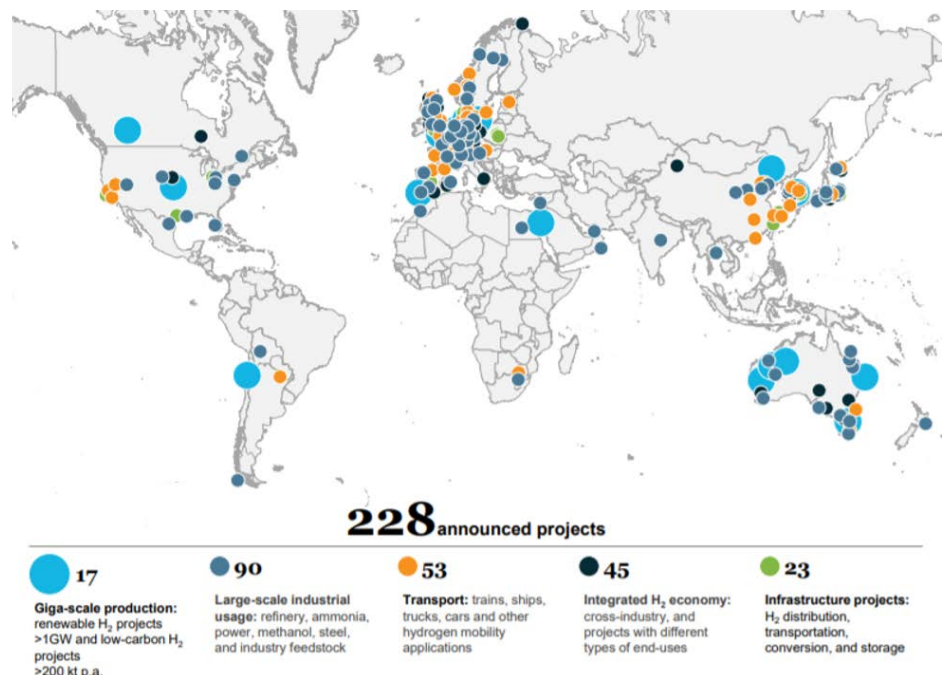 228 announced projects
17
Giga-scale production:
renewable H₂ projects
>1GW and low-carbon H₂
projects
>200 kt p.a.
90
Large-scale industrial
usage: refinery, ammonia,
power, methanol, steel,
and industry feedstock
53
Transport: trains, ships,
trucks, cars and other
hydrogen mobility
applications
45
Integrated H₂ economy:
cross-industry, and
projects with different
types of end-uses
23
Infrastructure projects:
H₂ distribution,
transportation,
conversion, and storage